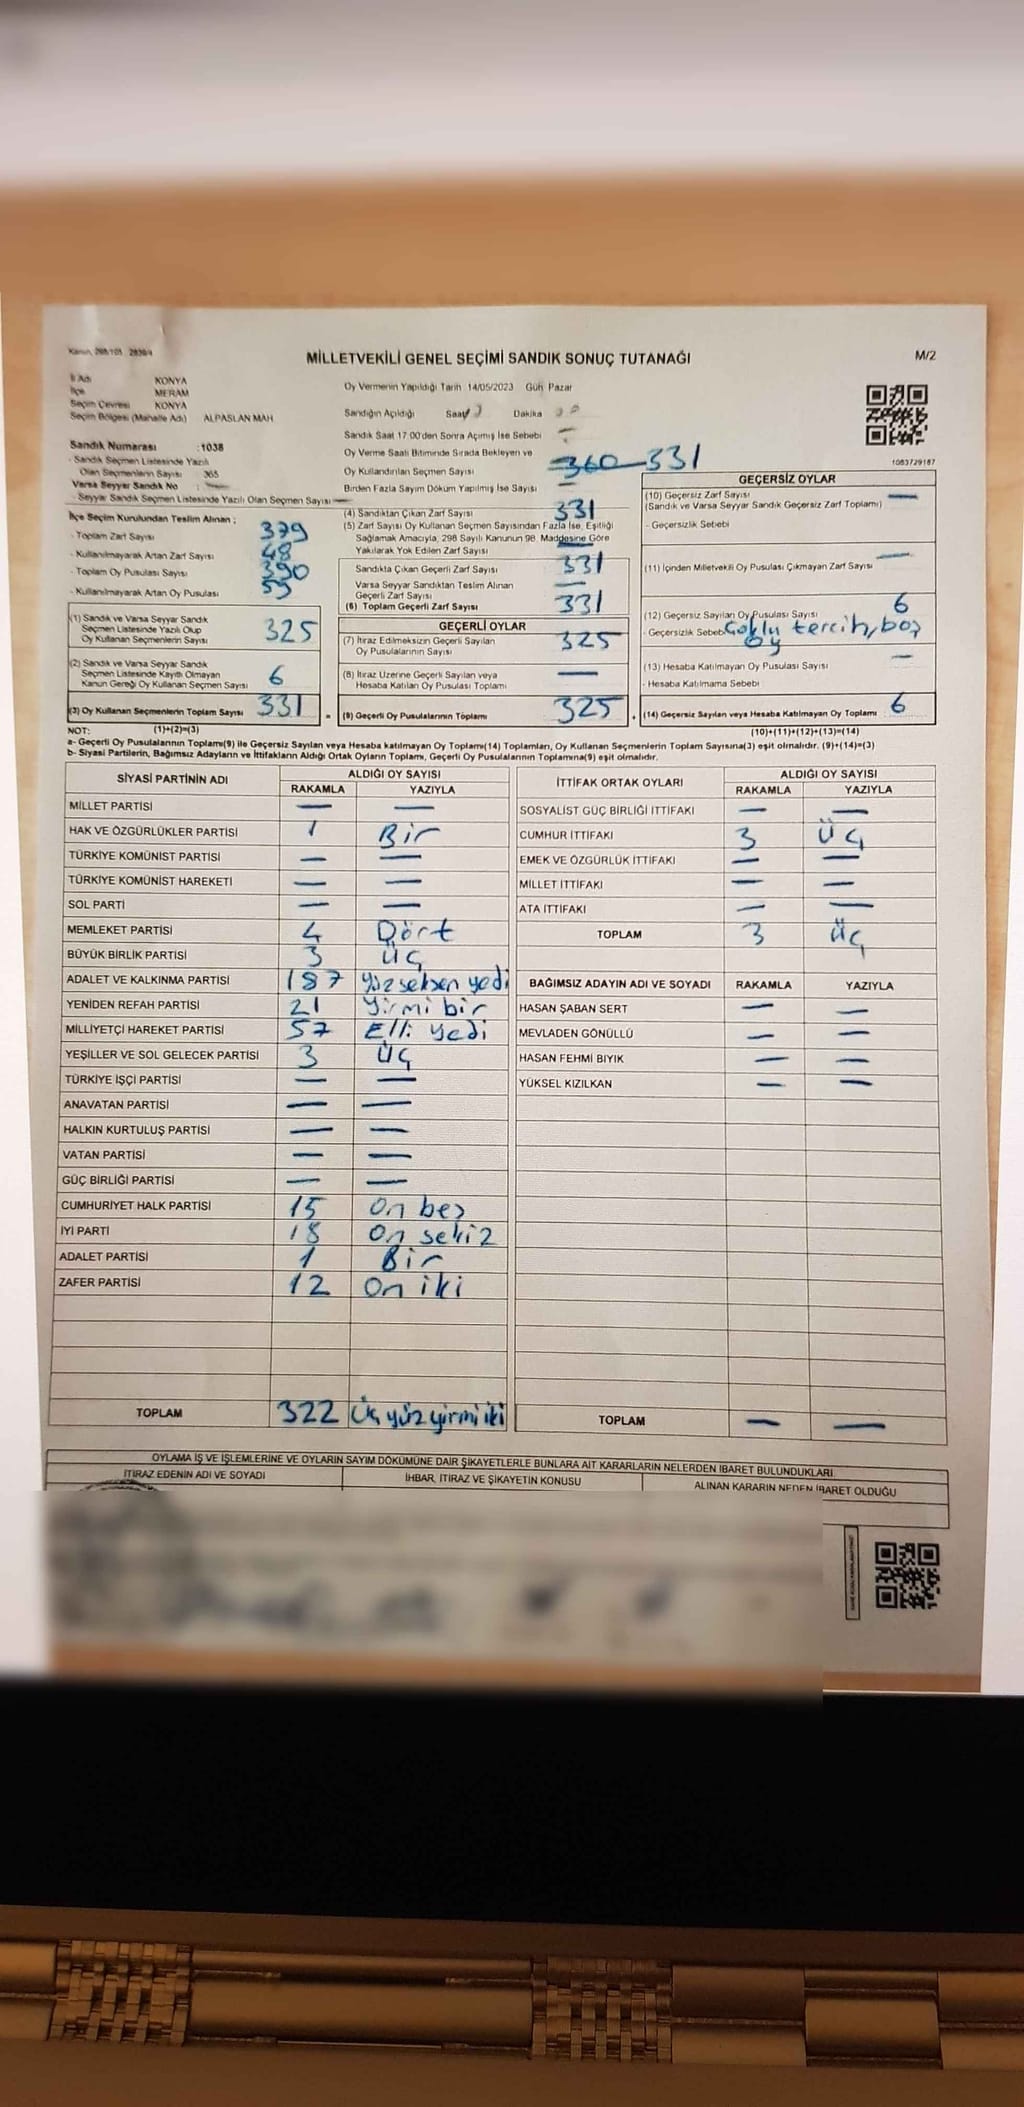 Kanun, 298/105 2839/4
MİLLETVEKİLİ GENEL SEÇİMİ SANDIK SONUÇ TUTANAĞI
M/2
İl Adı KONYA
İlçe MERAM
Seçim Çevresi KONYA
Seçim Bölgesi (Mahalle Adı) ALPASLAN MAH
Sandık Numarası :1038
- Sandık Seçmen Listesinde Yazılı
Olan Seçmenlerin Sayısı 365
Varsa Seyyar Sandık No :
- Seyyar Sandık Seçmen Listesinde Yazılı Olan Seçmen Sayısı —
Oy Vermenin Yapıldığı Tarih 14/05/2023 Gün Pazar
Sandığın Açıldığı Saat Dakika
Sandık Saat 17:00'den Sonra Açımış İse Sebebi —
Oy Verme Saati Bitiminde Sırada Bekleyen ve
Oy Kullandırılan Seçmen Sayısı 360 331
Birden Fazla Sayım Döküm Yapılmış İse Sayısı —
1083729187
İlçe Seçim Kurulundan Teslim Alınan ;
- Toplam Zarf Sayısı 379
- Kullanılmayarak Artan Zarf Sayısı 48
- Toplam Oy Pusulası Sayısı 390
- Kullanılmayarak Artan Oy Pusulası
(1) Sandık ve Varsa Seyyar Sandık
Seçmen Listesinde Yazılı Olup
Oy Kullanan Seçmenlerin Sayısı 325
(2) Sandık ve Varsa Seyyar Sandık
Seçmen Listesinde Kayıtlı Olmayan
Kanun Gereği Oy Kullanan Seçmen Sayısı 6
(3) Oy Kullanan Seçmenlerin Toplam Sayısı 331
(1)+(2)=(3)
(4) Sandıktan Çıkan Zarf Sayısı 331
(5) Zarf Sayısı Oy Kullanan Seçmen Sayısından Fazla İse, Eşitliği
Sağlamak Amacıyla, 298 Sayılı Kanunun 98. Maddesine Göre
Yakılarak Yok Edilen Zarf Sayısı —
Sandıkta Çıkan Geçerli Zarf Sayısı 331
Varsa Seyyar Sandıktan Teslim Alınan
Geçerli Zarf Sayısı —
(6) Toplam Geçerli Zarf Sayısı 331
GEÇERLİ OYLAR
(7) İtiraz Edilmeksizin Geçerli Sayılan
Oy Pusulalarının Sayısı 325
(8) İtiraz Üzerine Geçerli Sayılan veya
Hesaba Katılan Oy Pusulası Toplamı —
= (9) Geçerli Oy Pusulalarının Toplamı 325
GEÇERSİZ OYLAR
(10) Geçersiz Zarf Sayısı —
(Sandık ve Varsa Seyyar Sandık Geçersiz Zarf Toplamı)
- Geçersizlik Sebebi
(11) İçinden Milletvekili Oy Pusulası Çıkmayan Zarf Sayısı —
(12) Geçersiz Sayılan Oy Pusulası Sayısı 6
- Geçersizlik Sebebi Çoklu tercih, boş
oy
(13) Hesaba Katılmayan Oy Pusulası Sayısı —
- Hesaba Katılmama Sebebi
+ (14) Geçersiz Sayılan veya Hesaba Katılmayan Oy Toplamı 6
(10)+(11)+(12)+(13)=(14)
NOT:
a- Geçerli Oy Pusulalarının Toplamı(9) ile Geçersiz Sayılan veya Hesaba katılmayan Oy Toplamı(14) Toplamları, Oy Kullanan Seçmenlerin Toplam Sayısına(3) eşit olmalıdır. (9)+(14)=(3)
b- Siyasi Partilerin, Bağımsız Adayların ve İttifakların Aldığı Ortak Oyların Toplamı, Geçerli Oy Pusulalarının Toplamına(9) eşit olmalıdır.
SİYASİ PARTİNİN ADI ALDIĞI OY SAYISI
RAKAMLA YAZIYLA
MİLLET PARTİSİ — —
HAK VE ÖZGÜRLÜKLER PARTİSİ 1 Bir
TÜRKİYE KOMÜNİST PARTİSİ — —
TÜRKİYE KOMÜNİST HAREKETİ — —
SOL PARTİ — —
MEMLEKET PARTİSİ 4 Dört
BÜYÜK BİRLİK PARTİSİ 3 Üç
ADALET VE KALKINMA PARTİSİ 187 Yüz seksen yedi
YENİDEN REFAH PARTİSİ 21 Yirmi bir
MİLLİYETÇİ HAREKET PARTİSİ 57 Elli yedi
YEŞİLLER VE SOL GELECEK PARTİSİ 3 Üç
TÜRKİYE İŞÇİ PARTİSİ — —
ANAVATAN PARTİSİ — —
HALKIN KURTULUŞ PARTİSİ — —
VATAN PARTİSİ — —
GÜÇ BİRLİĞİ PARTİSİ — —
CUMHURİYET HALK PARTİSİ 15 On beş
İYİ PARTİ 18 On sekiz
ADALET PARTİSİ 1 Bir
ZAFER PARTİSİ 12 On iki
TOPLAM 322 Üç yüz yirmi iki
İTTİFAK ORTAK OYLARI ALDIĞI OY SAYISI
RAKAMLA YAZIYLA
SOSYALİST GÜÇ BİRLİĞİ İTTİFAKI — —
CUMHUR İTTİFAKI 3 Üç
EMEK VE ÖZGÜRLÜK İTTİFAKI — —
MİLLET İTTİFAKI — —
ATA İTTİFAKI — —
TOPLAM 3 Üç
BAĞIMSIZ ADAYIN ADI VE SOYADI RAKAMLA YAZIYLA
HASAN ŞABAN SERT — —
MEVLADEN GÖNÜLLÜ — —
HASAN FEHMİ BIYIK — —
YÜKSEL KIZILKAN — —
TOPLAM — —
OYLAMA İŞ VE İŞLEMLERİNE VE OYLARIN SAYIM DÖKÜMÜNE DAİR ŞİKAYETLERLE BUNLARA AİT KARARLARIN NELERDEN İBARET BULUNDUKLARI
İTİRAZ EDENİN ADI VE SOYADI İHBAR, İTİRAZ VE ŞİKAYETİN KONUSU ALINAN KARARIN NEDEN İBARET OLDUĞU